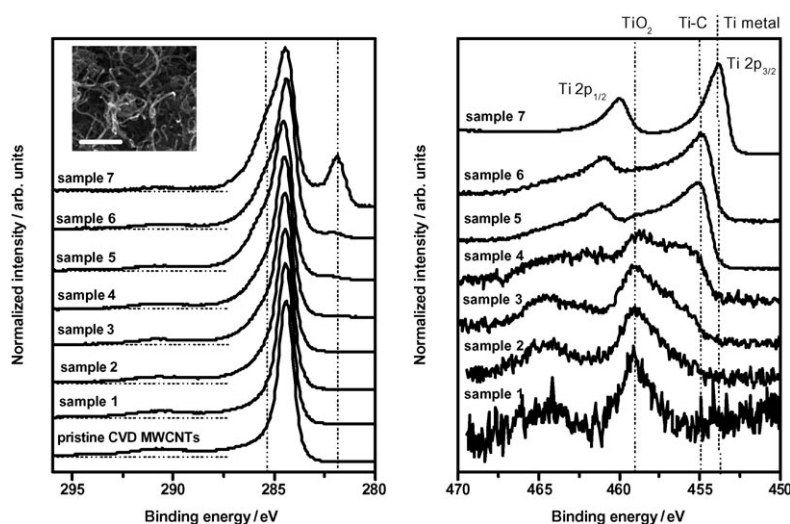 Normalized intensity / arb. units
sample 7
sample 6
sample 5
sample 4
sample 3
sample 2
sample 1
pristine CVD MWCNTs
295 290 285 280
Binding energy / eV
TiO₂ Ti-C Ti metal
Ti 2p₃/₂
Ti 2p₁/₂
Normalized intensity / arb. units
sample 7
sample 6
sample 5
sample 4
sample 3
sample 2
sample 1
470 465 460 455 450
Binding energy / eV